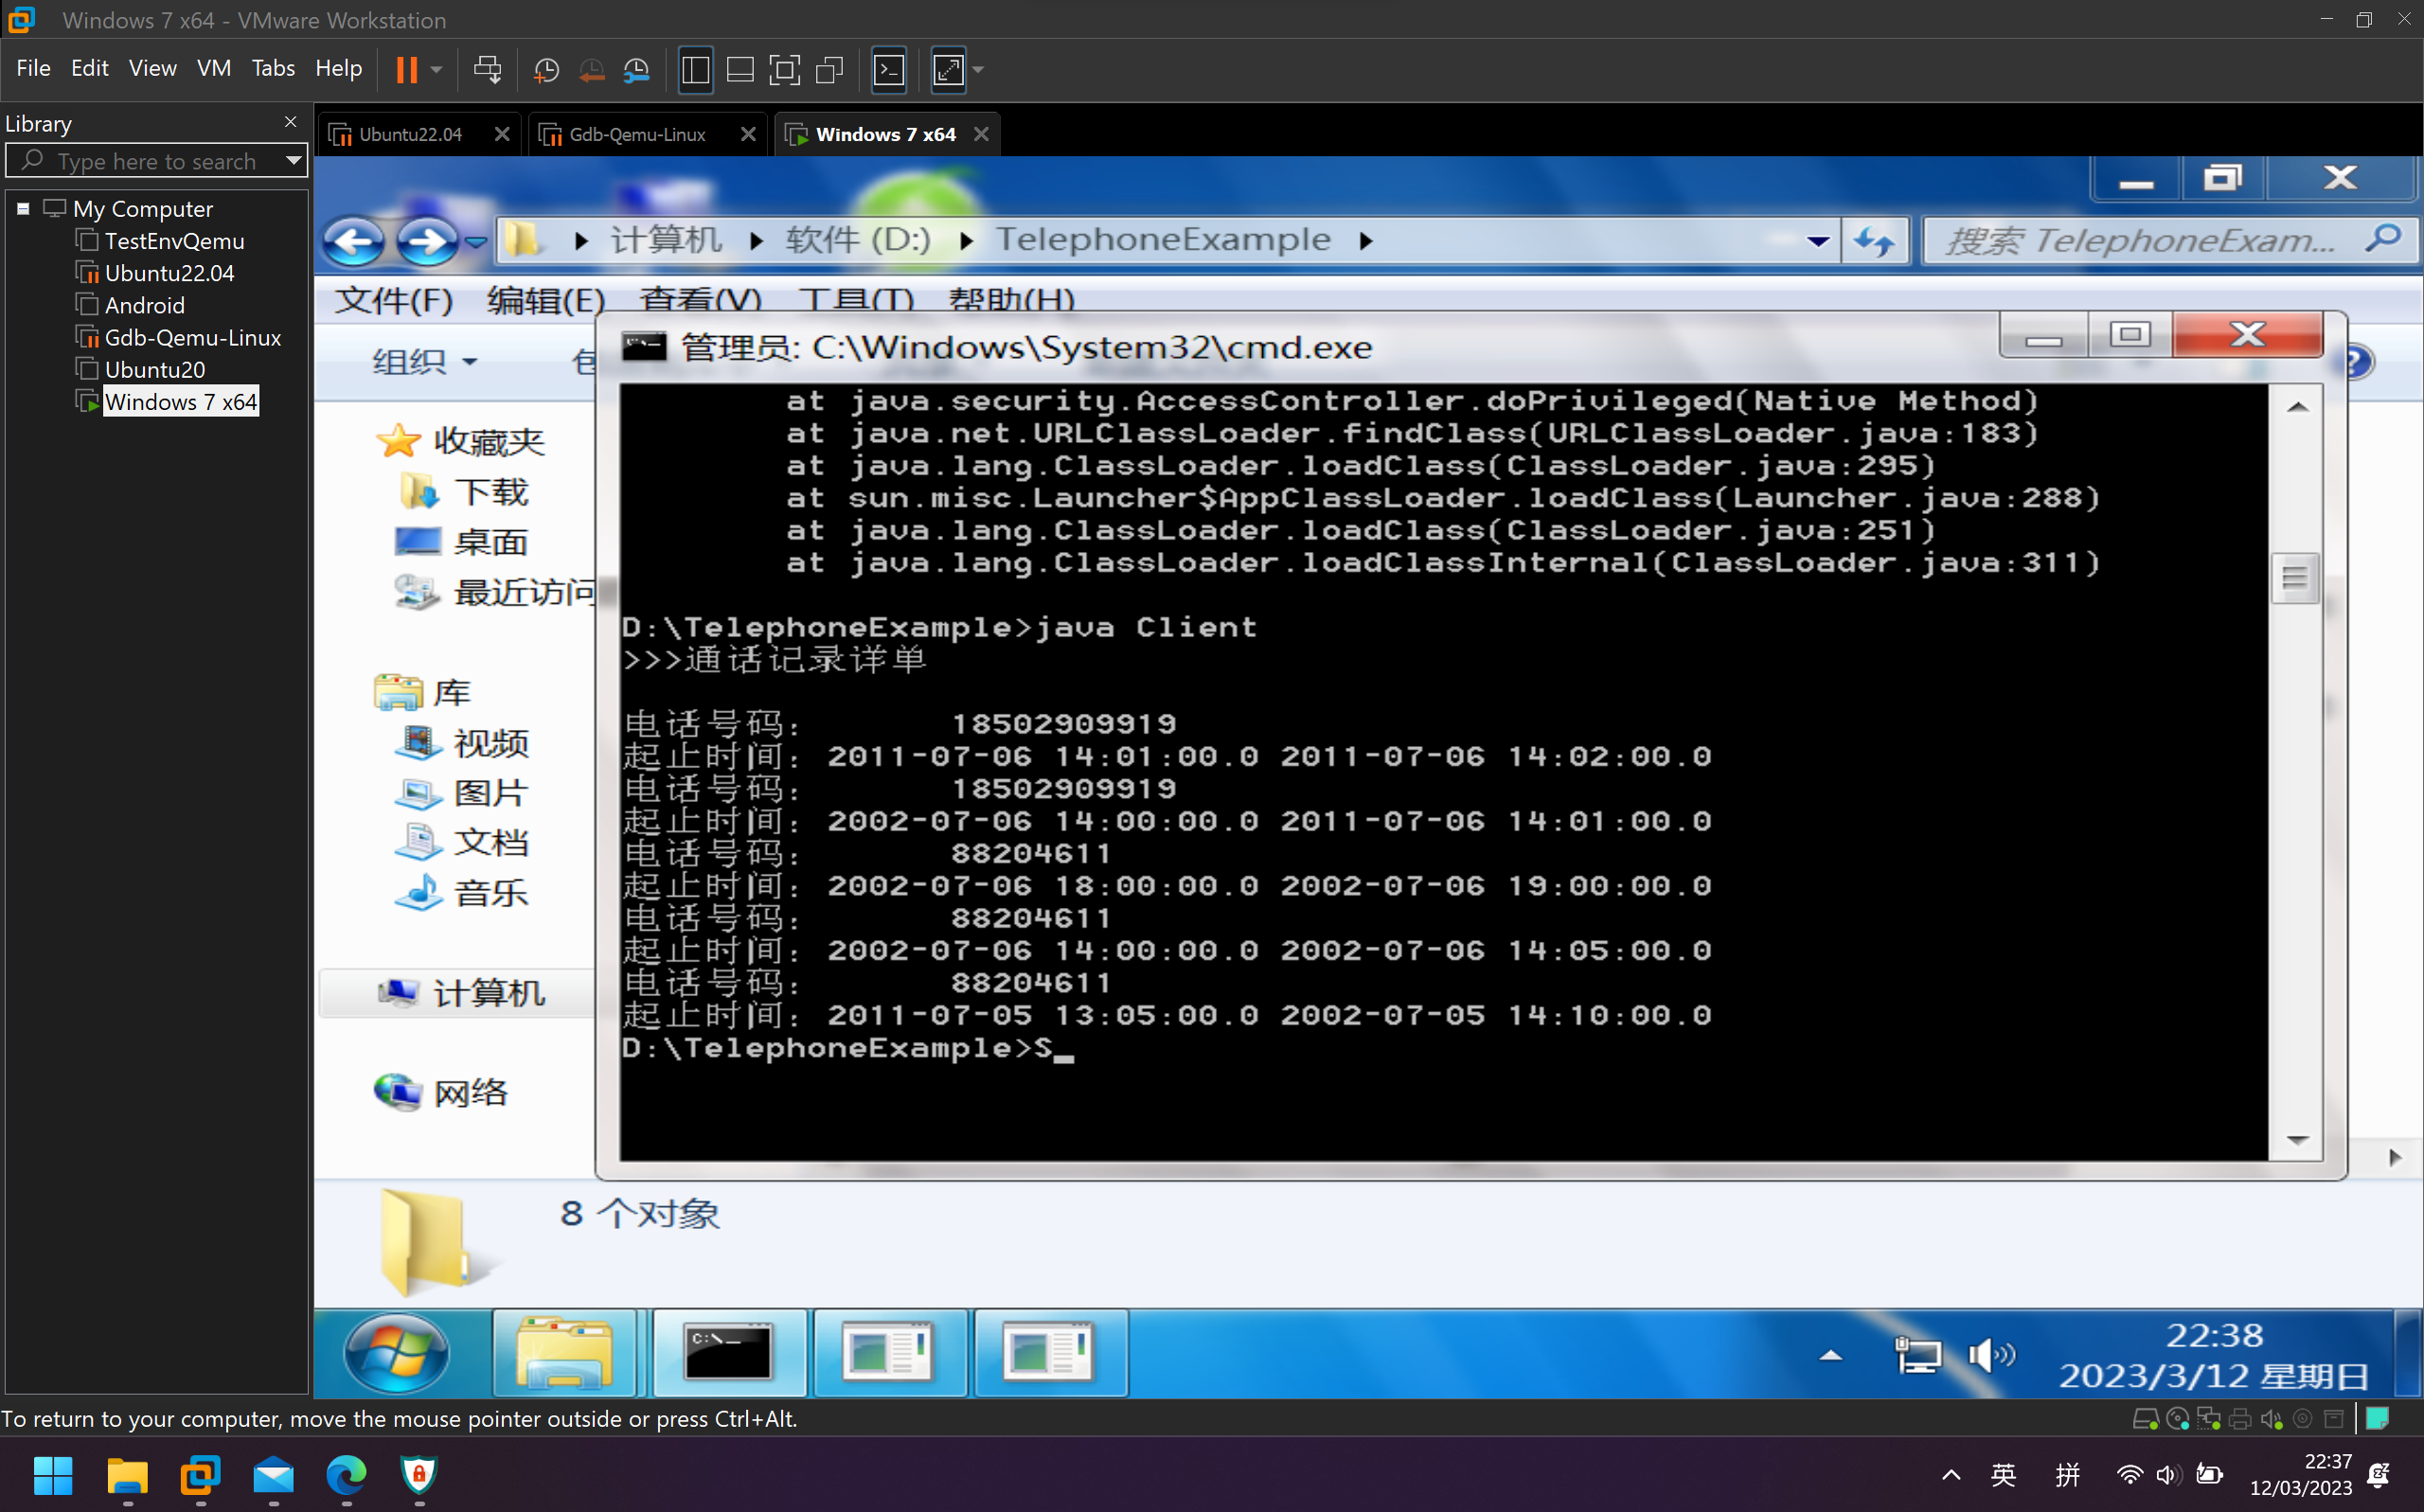 Windows 7 x64 - VMware Workstation
File Edit View VM Tabs Help
Library
Type here to search
My Computer
TestEnvQemu
Ubuntu22.04
Android
Gdb-Qemu-Linux
Ubuntu20
Windows 7 x64
Ubuntu22.04 Gdb-Qemu-Linux Windows 7 x64
计算机 软件 (D:) TelephoneExample
搜索 TelephoneExam...
文件(F) 编辑(E) 查看(V) 工具(T) 帮助(H)
组织
收藏夹
下载
桌面
最近访问
库
视频
图片
文档
音乐
计算机
网络
管理员: C:\Windows\System32\cmd.exe
at java.security.AccessController.doPrivileged(Native Method)
at java.net.URLClassLoader.findClass(URLClassLoader.java:183)
at java.lang.ClassLoader.loadClass(ClassLoader.java:295)
at sun.misc.Launcher$AppClassLoader.loadClass(Launcher.java:288)
at java.lang.ClassLoader.loadClass(ClassLoader.java:251)
at java.lang.ClassLoader.loadClassInternal(ClassLoader.java:311)
D:\TelephoneExample>java Client
>>>通话记录详单
电话号码： 18502909919
起止时间：2011-07-06 14:01:00.0 2011-07-06 14:02:00.0
电话号码： 18502909919
起止时间：2002-07-06 14:00:00.0 2011-07-06 14:01:00.0
电话号码： 88204611
起止时间：2002-07-06 18:00:00.0 2002-07-06 19:00:00.0
电话号码： 88204611
起止时间：2002-07-06 14:00:00.0 2002-07-06 14:05:00.0
电话号码： 88204611
起止时间：2011-07-05 13:05:00.0 2002-07-05 14:10:00.0
D:\TelephoneExample>S_
8 个对象
C:\_
22:38
2023/3/12 星期日
To return to your computer, move the mouse pointer outside or press Ctrl+Alt.
英 拼
22:37
12/03/2023